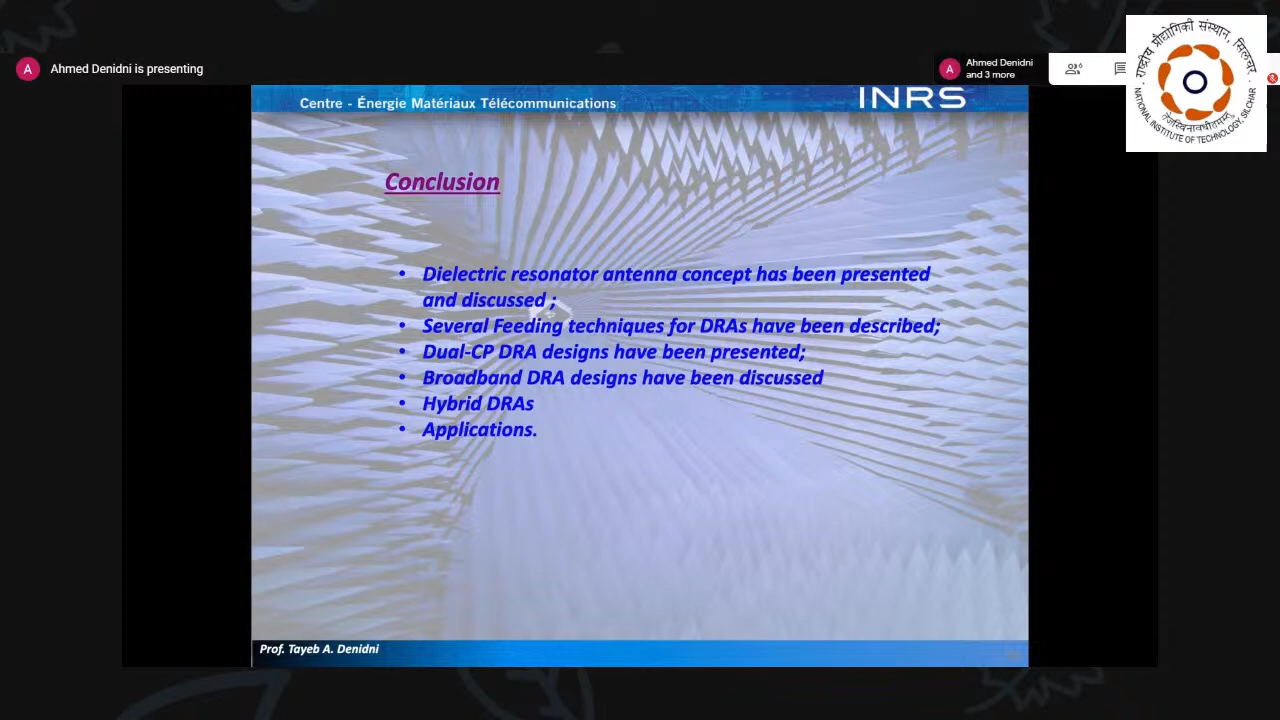 A Ahmed Denidni is presenting
A Ahmed Denidni
and 3 more
राष्ट्रीय प्रौद्योगिकी संस्थान, सिलचर
तेजस्विनावधीतमस्तु
NATIONAL INSTITUTE OF TECHNOLOGY, SILCHAR
Centre - Énergie Matériaux Télécommunications
INRS
Conclusion
• Dielectric resonator antenna concept has been presented
and discussed ;
• Several Feeding techniques for DRAs have been described;
• Dual-CP DRA designs have been presented;
• Broadband DRA designs have been discussed
• Hybrid DRAs
• Applications.
Prof. Tayeb A. Denidni